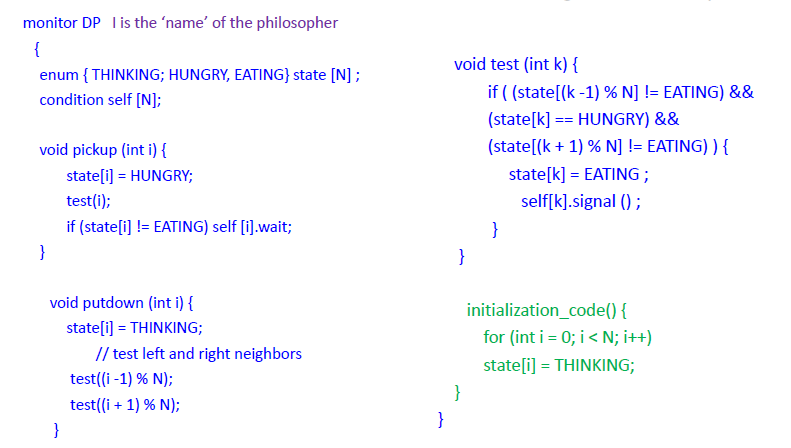 monitor DP I is the ‘name’ of the philosopher
{
enum { THINKING; HUNGRY, EATING} state [N] ;
condition self [N];
void pickup (int i) {
state[i] = HUNGRY;
test(i);
if (state[i] != EATING) self [i].wait;
}
void putdown (int i) {
state[i] = THINKING;
// test left and right neighbors
test((i -1) % N);
test((i + 1) % N);
}
void test (int k) {
if ( (state[(k -1) % N] != EATING) &&
(state[k] == HUNGRY) &&
(state[(k + 1) % N] != EATING) ) {
state[k] = EATING ;
self[k].signal () ;
}
}
initialization_code() {
for (int i = 0; i < N; i++)
state[i] = THINKING;
}
}